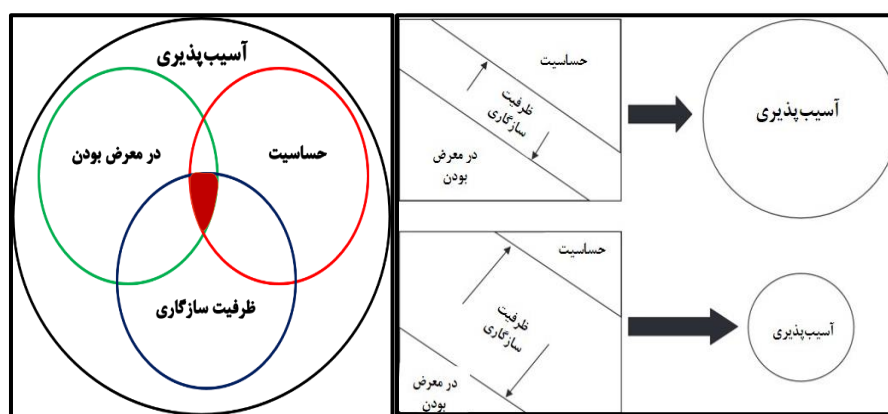 آسیب‌پذیری
در معرض بودن
حساسیت
ظرفیت سازگاری
حساسیت
ظرفیت
سازگاری
در معرض
بودن
آسیب‌پذیری
حساسیت
ظرفیت
سازگاری
در معرض
بودن
آسیب‌پذیری